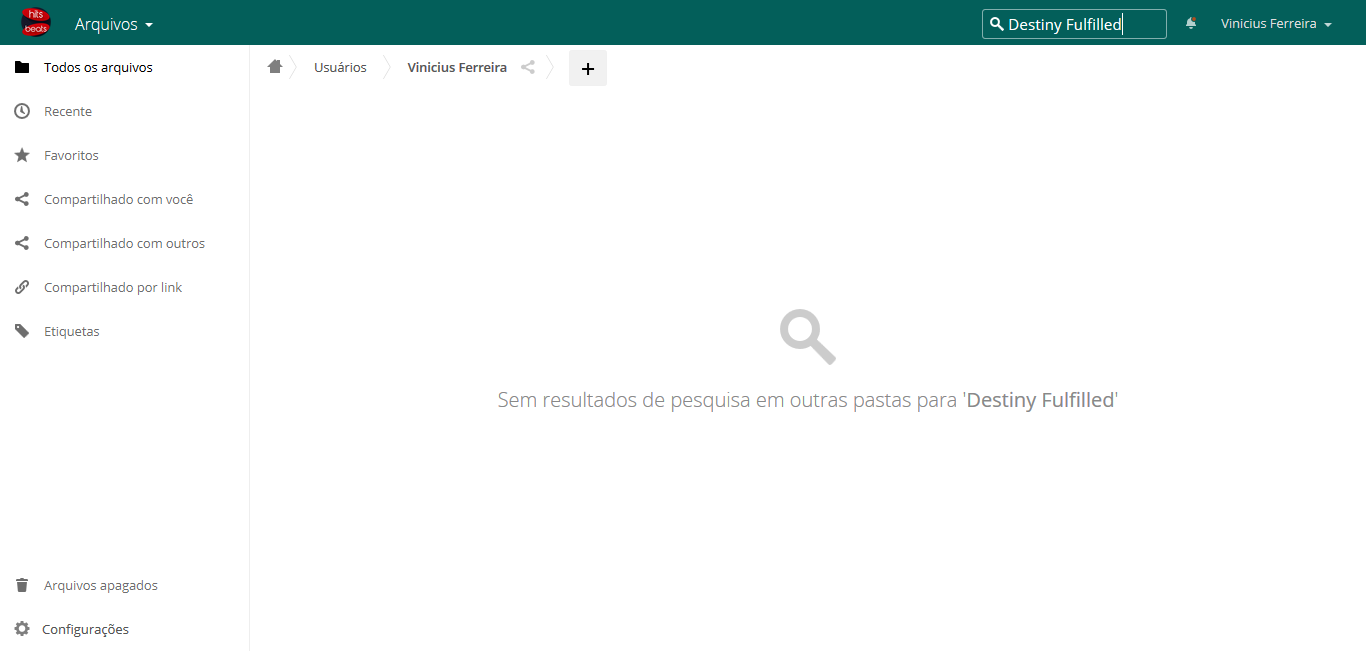 hits
beats
Arquivos
Destiny Fulfilled
Vinicius Ferreira
Todos os arquivos
Usuários
Vinicius Ferreira
+
Recente
Favoritos
Compartilhado com você
Compartilhado com outros
Compartilhado por link
Etiquetas
Sem resultados de pesquisa em outras pastas para 'Destiny Fulfilled'
Arquivos apagados
Configurações